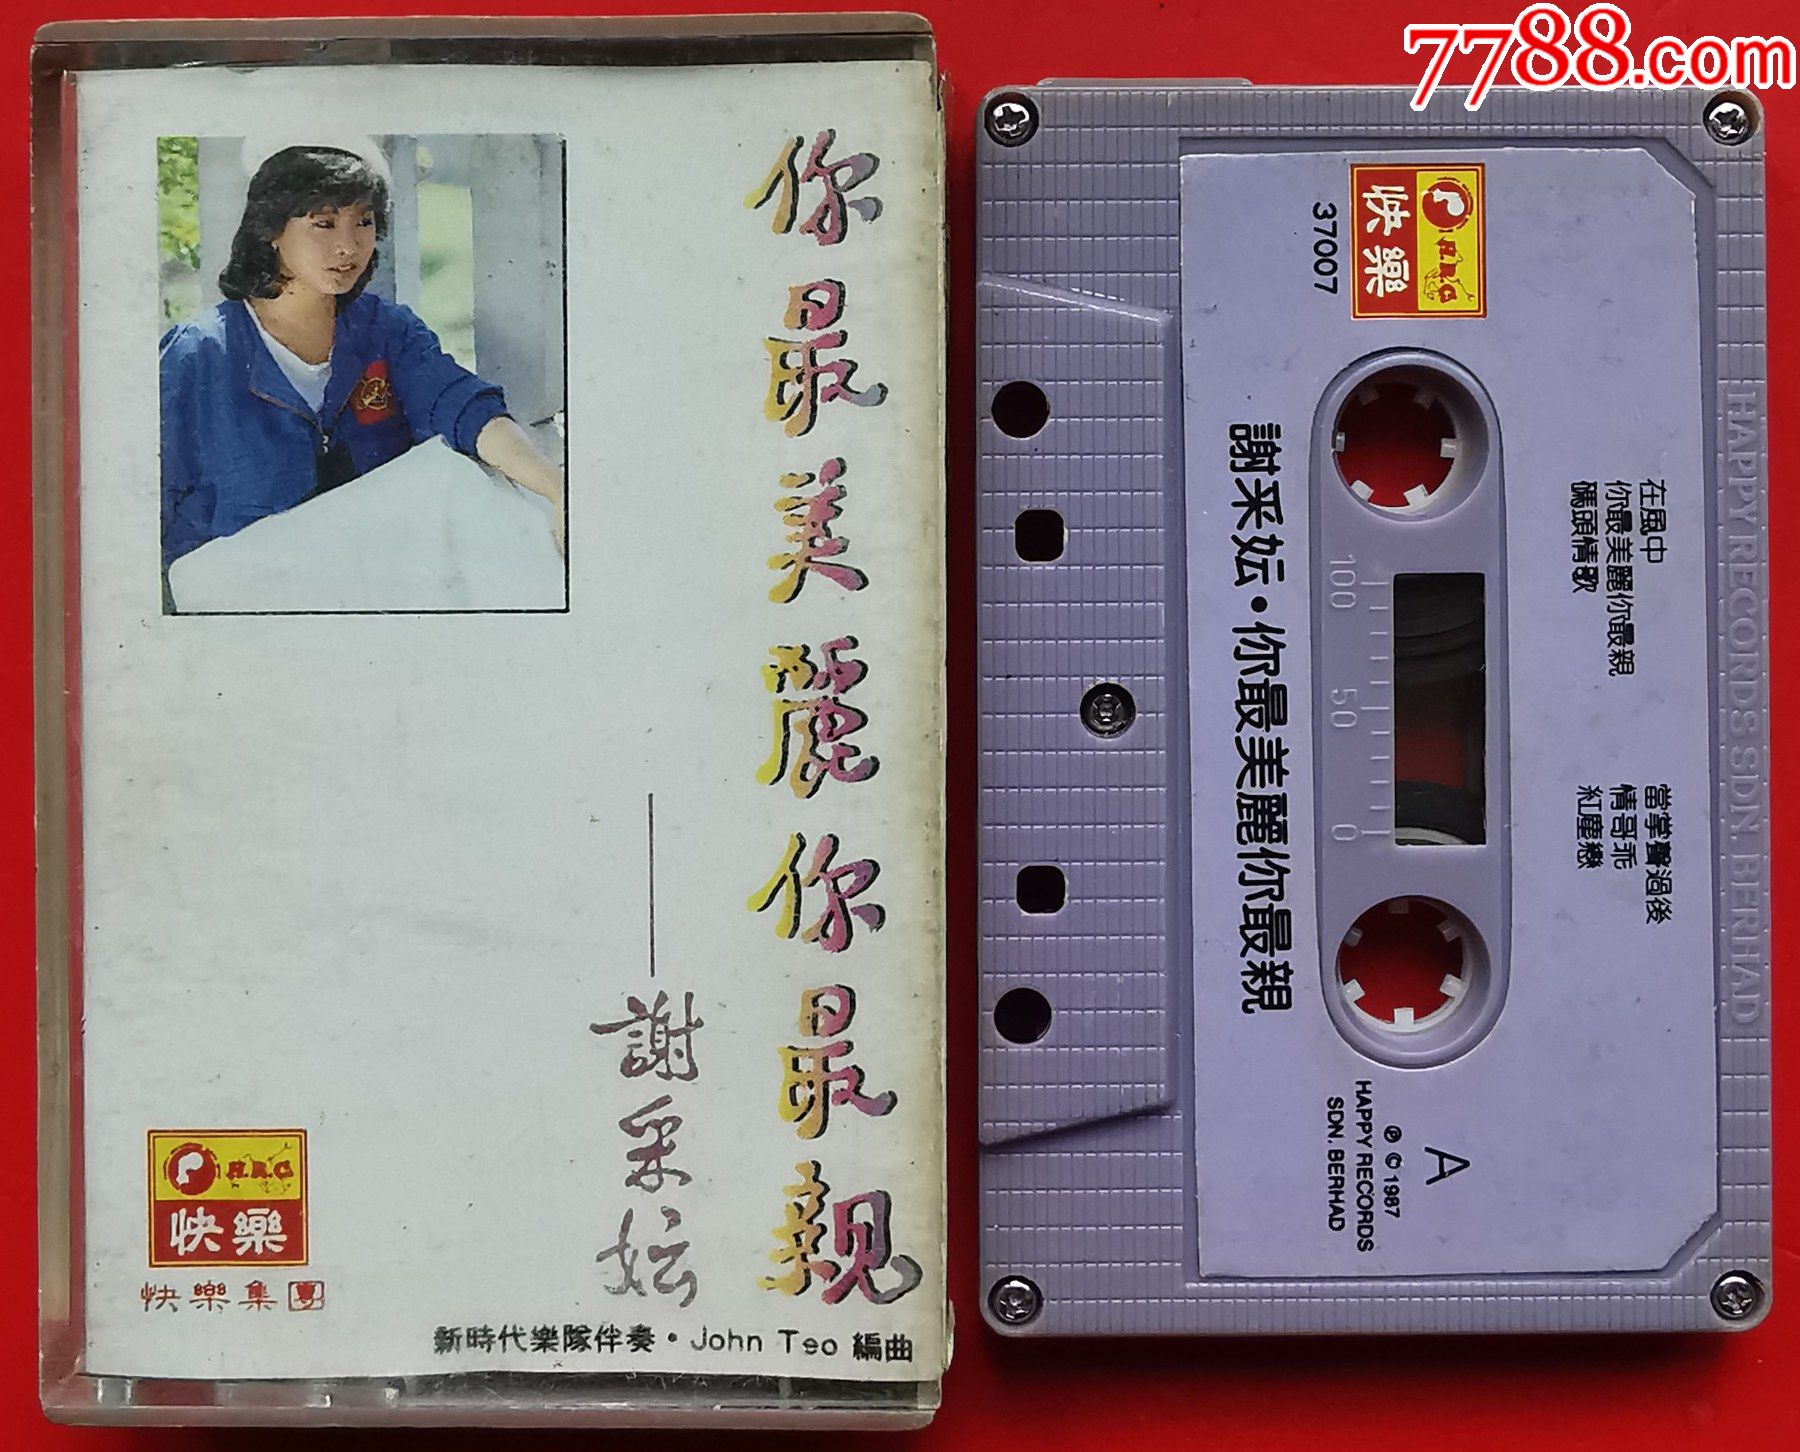 7788.com
你最美麗你最親
——謝采妘
H.R.C
快樂
快樂集團
新時代樂隊伴奏・John Teo 編曲
H.R.C
快樂
37007
謝采妘・你最美麗你最親
在風中
你最美麗你最親
碼頭情歌
當掌聲過後
情哥乖
紅塵戀
100
50
0
A
℗ © 1987
HAPPY RECORDS
SDN. BERHAD
HAPPY RECORDS SDN. BERHAD